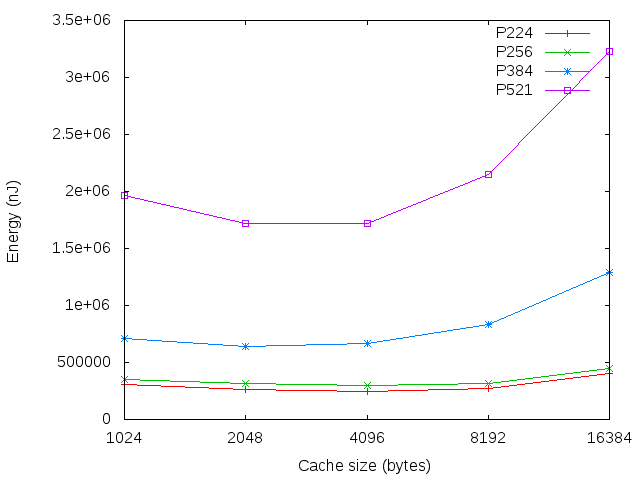 3.5e+06
3e+06
2.5e+06
2e+06
1.5e+06
1e+06
500000
0
Energy (nJ)
P224
P256
P384
P521
1024 2048 4096 8192 16384
Cache size (bytes)